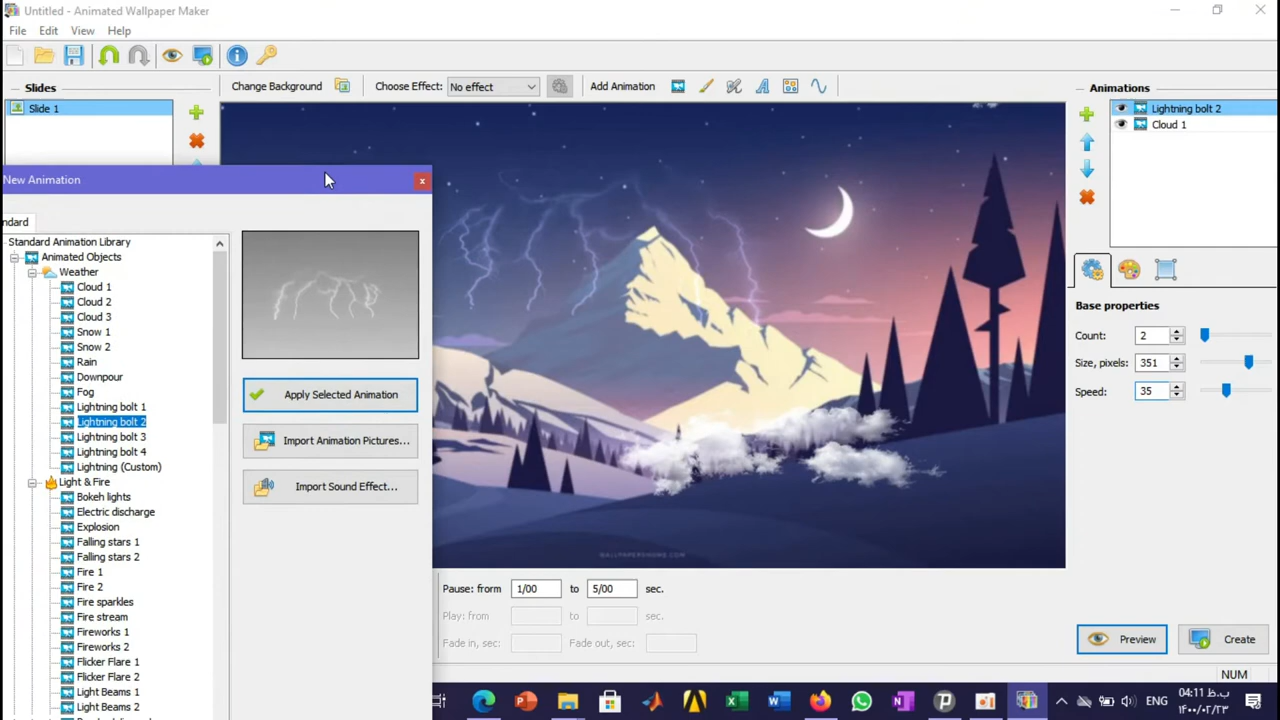 Untitled - Animated Wallpaper Maker
File Edit View Help
Slides
Change Background
Choose Effect: No effect
Add Animation
Animations
Slide 1
Lightning bolt 2
Cloud 1
New Animation
ndard
Standard Animation Library
Animated Objects
Weather
Cloud 1
Cloud 2
Cloud 3
Snow 1
Snow 2
Rain
Downpour
Fog
Lightning bolt 1
Lightning bolt 2
Lightning bolt 3
Lightning bolt 4
Lightning (Custom)
Light & Fire
Bokeh lights
Electric discharge
Explosion
Falling stars 1
Falling stars 2
Fire 1
Fire 2
Fire sparkles
Fire stream
Fireworks 1
Fireworks 2
Flicker Flare 1
Flicker Flare 2
Light Beams 1
Light Beams 2
Apply Selected Animation
Import Animation Pictures...
Import Sound Effect...
Base properties
Count: 2
Size, pixels: 351
Speed: 35
Pause: frorm 1/00 to 5/00 sec.
Play: from to sec.
Fade in, sec: Fade out, sec:
Preview
Create
NUM
ENG
04:11 ب.ظ
۱۴۰۰/۰۲/۲۳